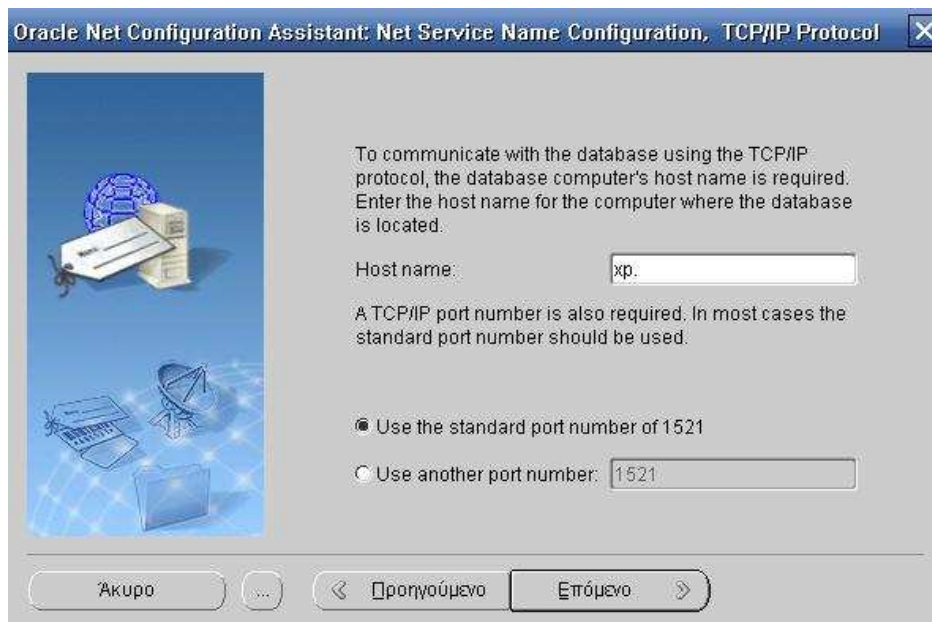 Oracle Net Configuration Assistant: Net Service Name Configuration, TCP/IP Protocol
To communicate with the database using the TCP/IP
protocol, the database computer's host name is required.
Enter the host name for the computer where the database
is located.
Host name: xp.
A TCP/IP port number is also required. In most cases the
standard port number should be used.
Use the standard port number of 1521
Use another port number: 1521
Άκυρο ... Προηγούμενο Επόμενο